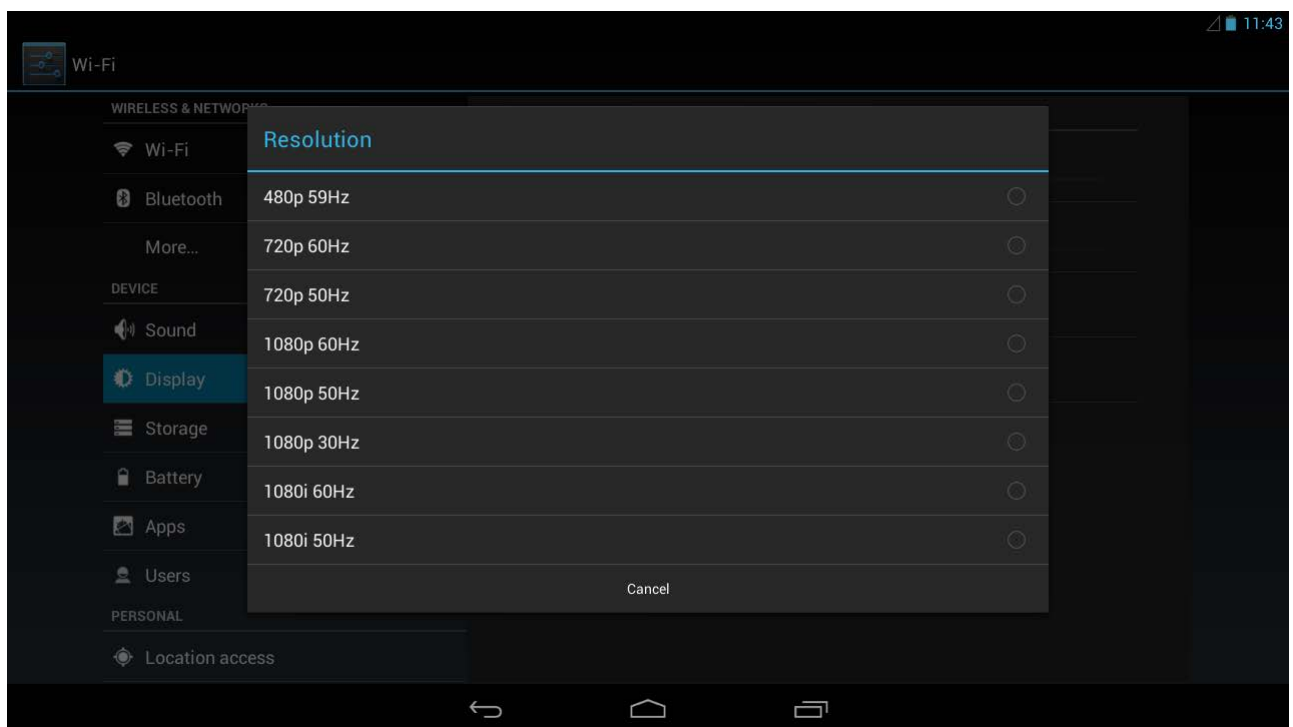 11:43
Wi-Fi
WIRELESS & NETWORKS
Wi-Fi
Bluetooth
More...
DEVICE
Sound
Display
Storage
Battery
Apps
Users
PERSONAL
Location access
Resolution
480p 59Hz
720p 60Hz
720p 50Hz
1080p 60Hz
1080p 50Hz
1080p 30Hz
1080i 60Hz
1080i 50Hz
Cancel